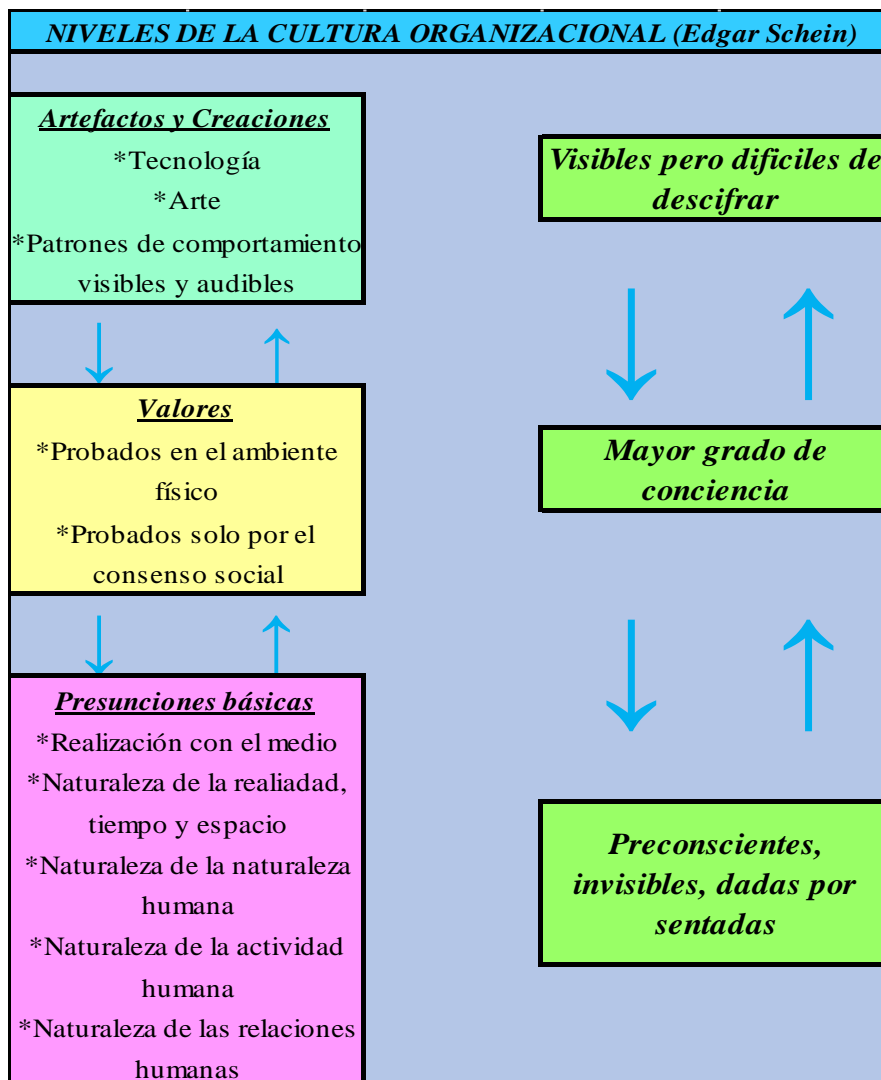 NIVELES DE LA CULTURA ORGANIZACIONAL (Edgar Schein)
Artefactos y Creaciones
*Tecnología
*Arte
*Patrones de comportamiento
visibles y audibles
Visibles pero dificiles de
descifrar
Valores
*Probados en el ambiente
físico
*Probados solo por el
consenso social
Mayor grado de
conciencia
Presunciones básicas
*Realización con el medio
*Naturaleza de la realiadad,
tiempo y espacio
*Naturaleza de la naturaleza
humana
*Naturaleza de la actividad
humana
*Naturaleza de las relaciones
humanas
Preconscientes,
invisibles, dadas por
sentadas